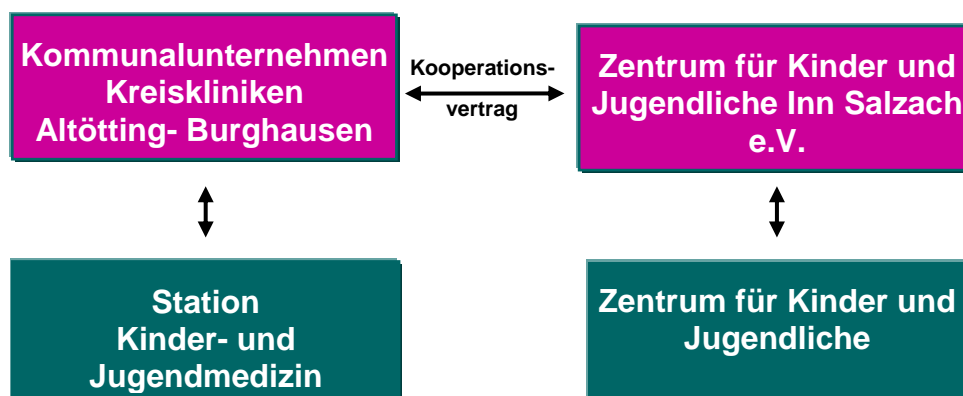 Kommunalunternehmen
Kreiskliniken
Altötting- Burghausen
Kooperations-
vertrag
Zentrum für Kinder und
Jugendliche Inn Salzach
e.V.
Station
Kinder- und
Jugendmedizin
Zentrum für Kinder und
Jugendliche